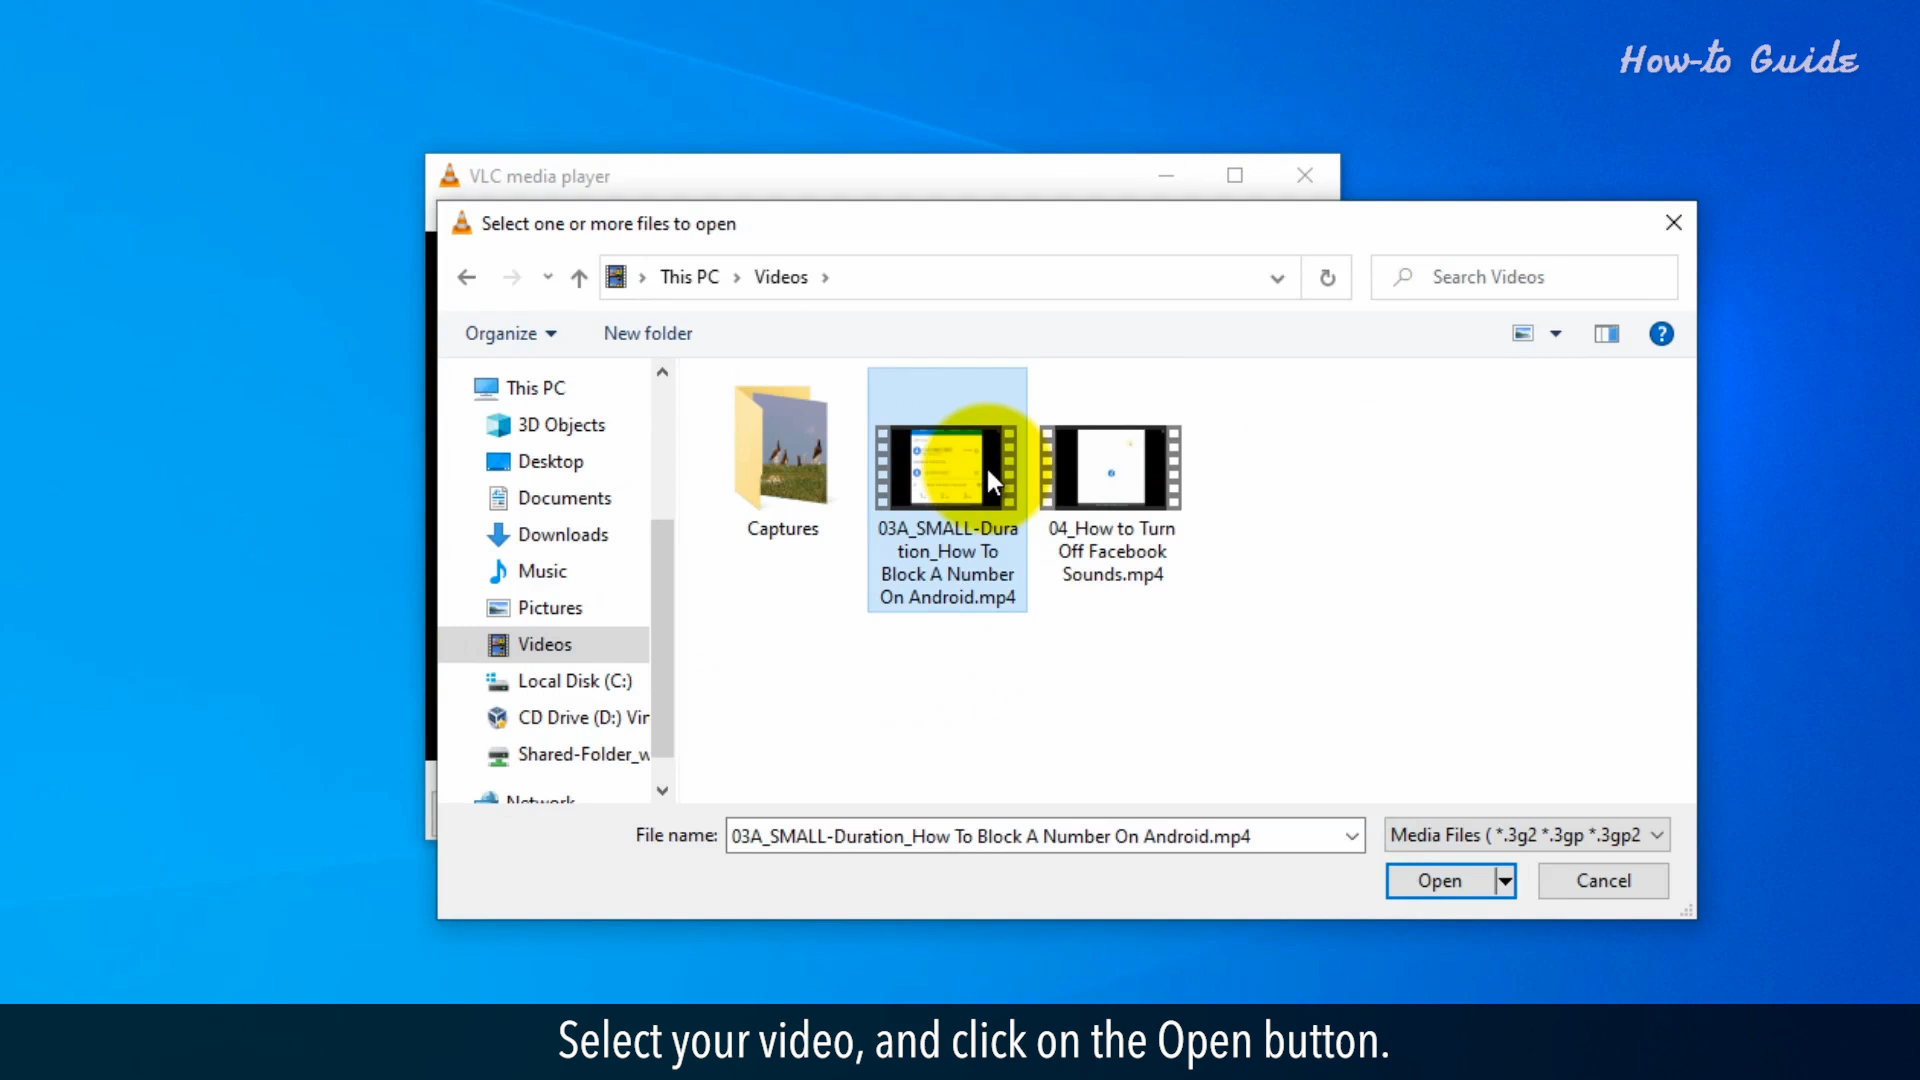 How-to Guide
VLC media player
Select one or more files to open
This PC
Videos
Search Videos
Organize
New folder
This PC
3D Objects
Desktop
Documents
Downloads
Music
Pictures
Videos
Local Disk (C:)
CD Drive (D:) Vir
Shared-Folder_w
Network
Captures
03A_SMALL-Dura
tion_How To
Block A Number
On Android.mp4
04_How to Turn
Off Facebook
Sounds.mp4
File name:
03A_SMALL-Duration_How To Block A Number On Android.mp4
Media Files ( *.3g2 *.3gp *.3gp2
Open
Cancel
Select your video, and click on the Open button.